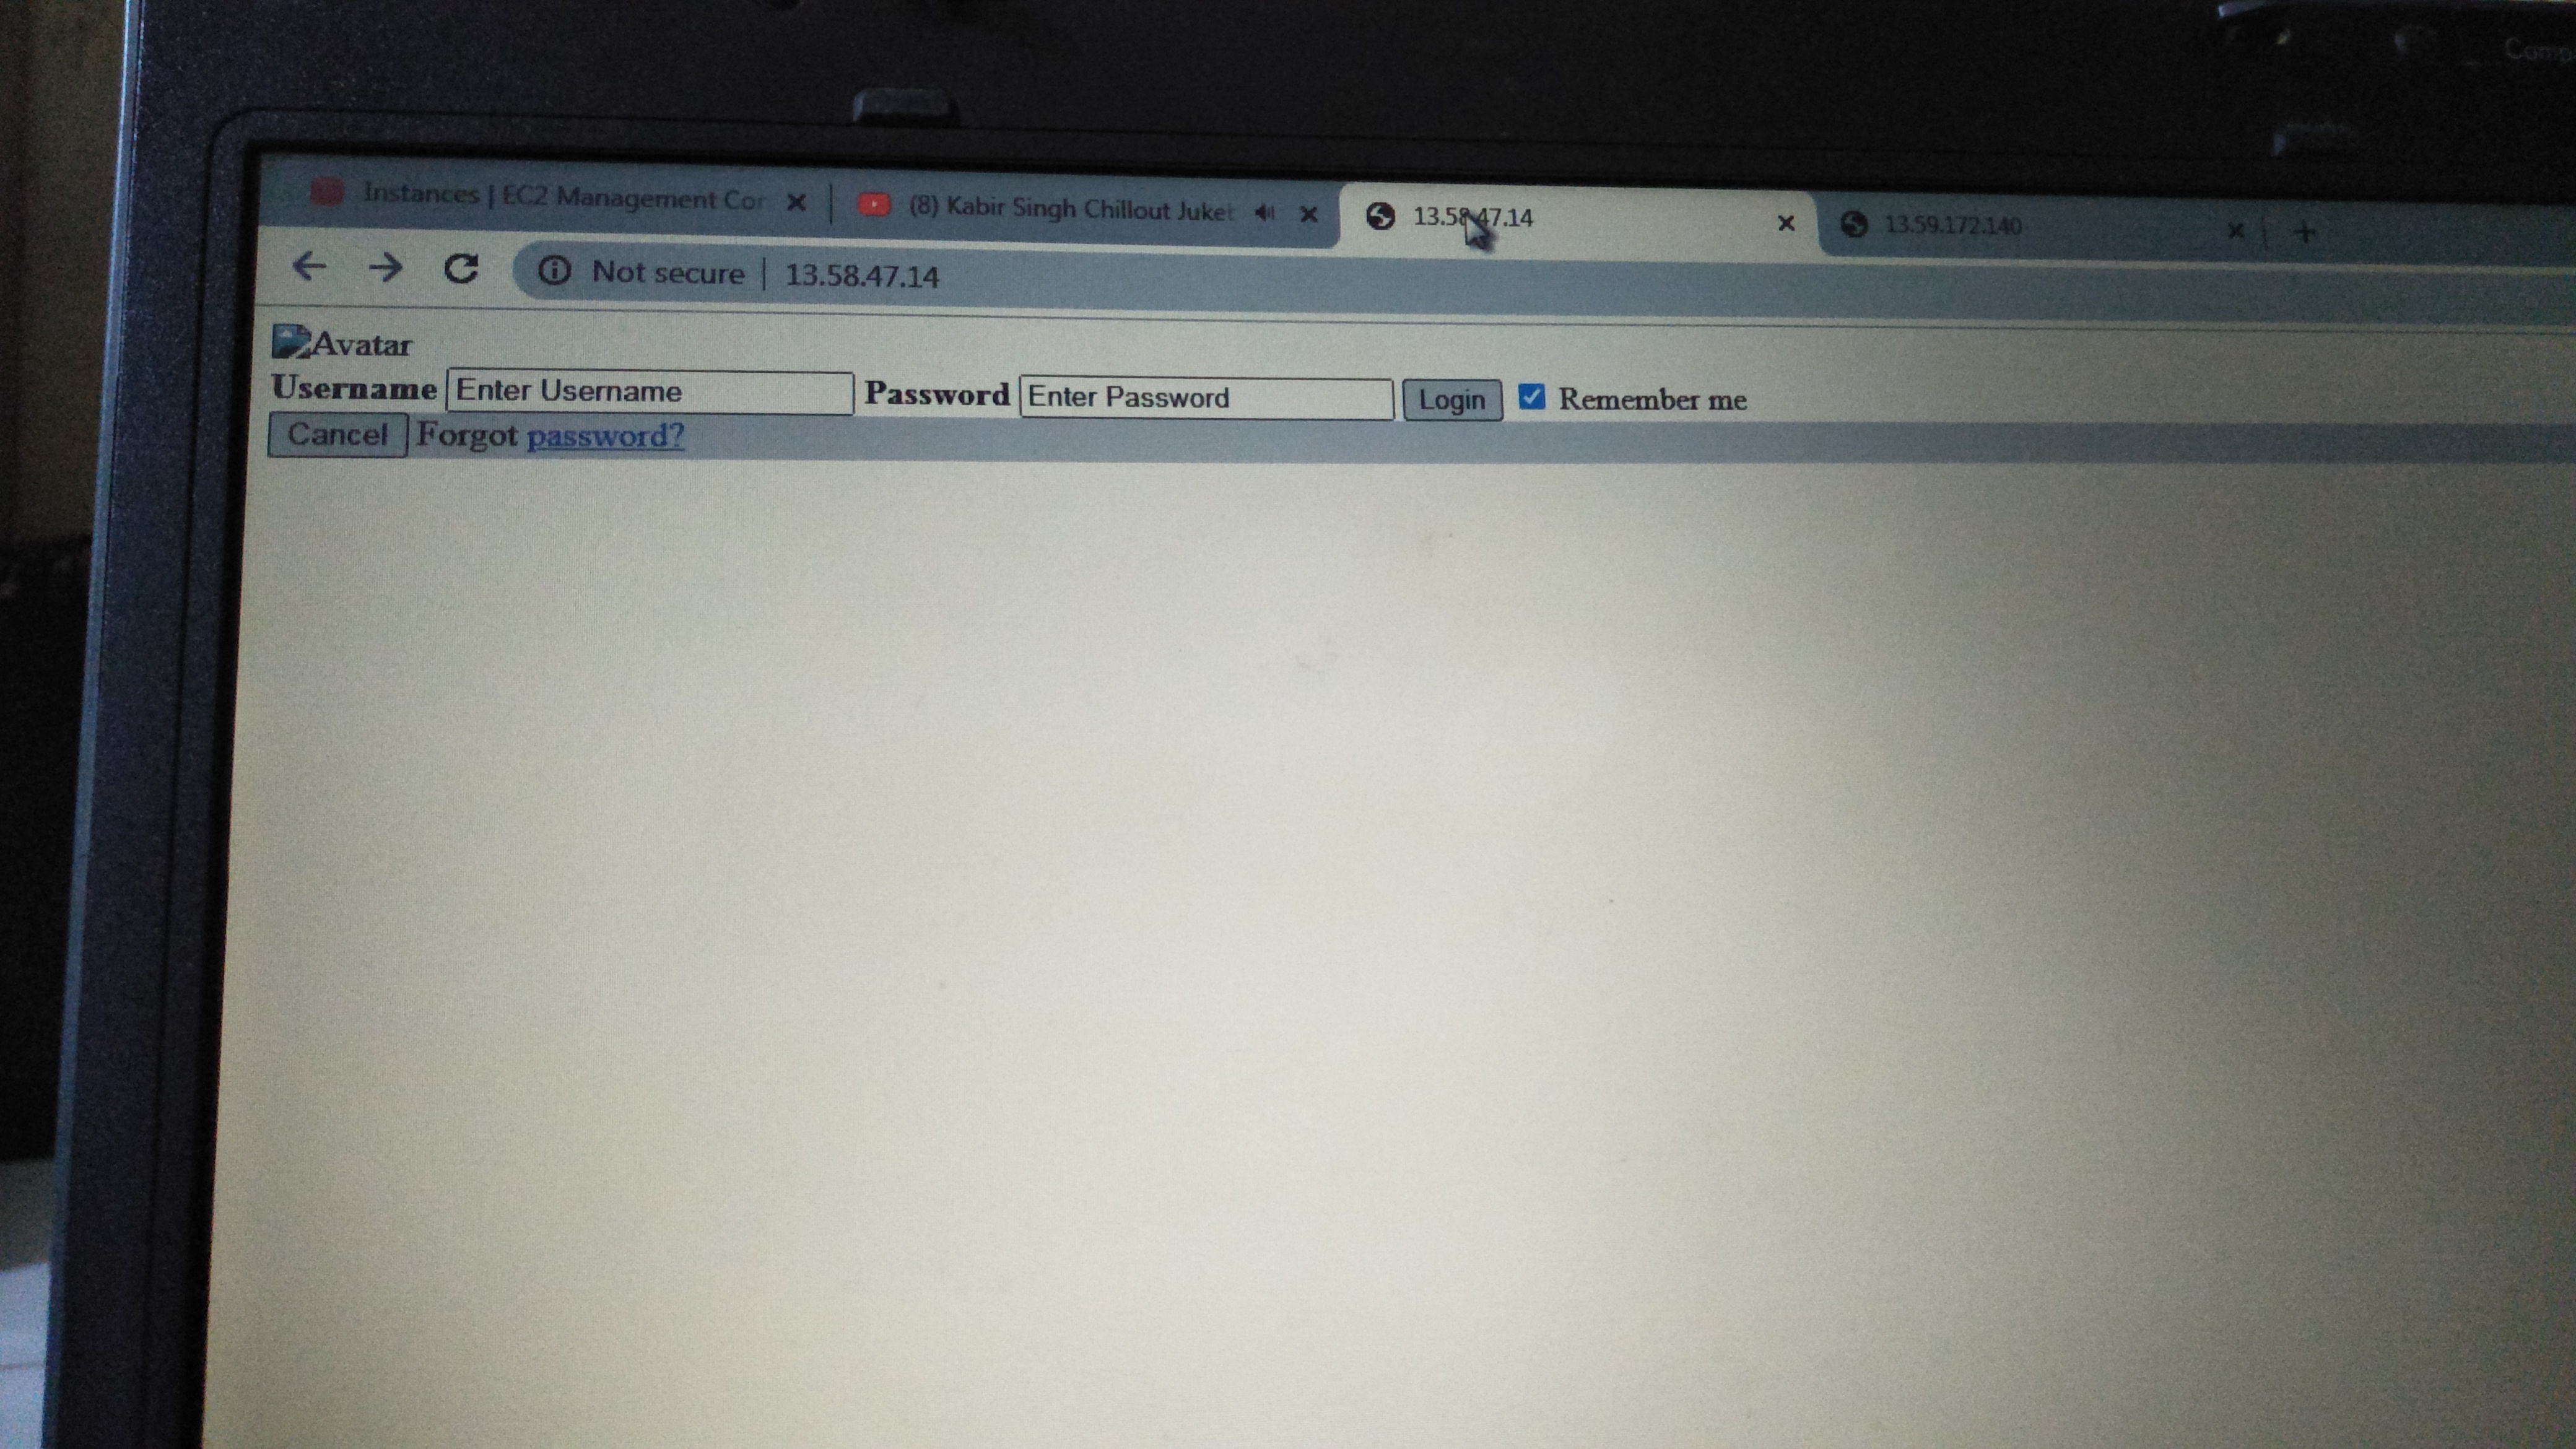 Instances | EC2 Management Cor
(8) Kabir Singh Chillout Juket
13.58.47.14
13.59.172.140
Not secure | 13.58.47.14
Avatar
Username Enter Username Password Enter Password Login Remember me
Cancel Forgot password?